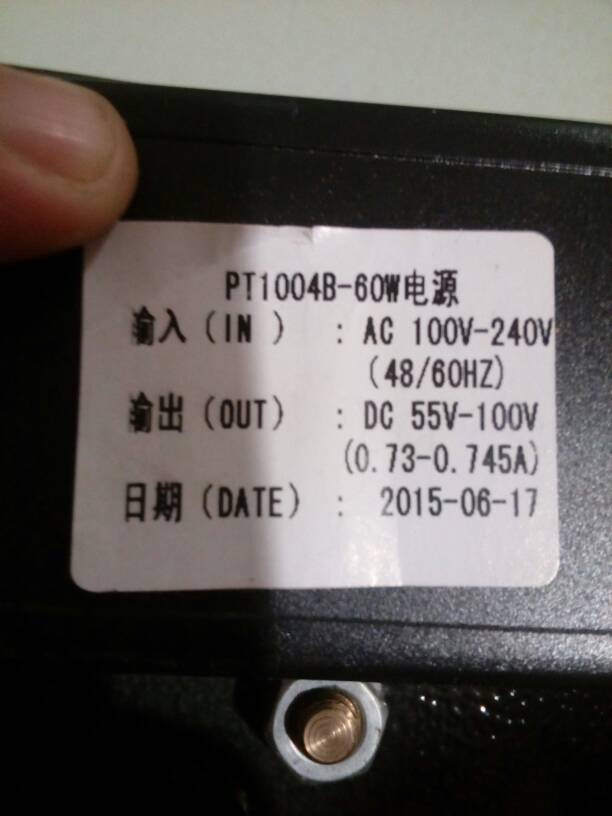 PT1004B-60W电源
输入(IN ) : AC 100V-240V
(48/60HZ)
输出(OUT) : DC 55V-100V
(0.73-0.745A)
日期(DATE) : 2015-06-17